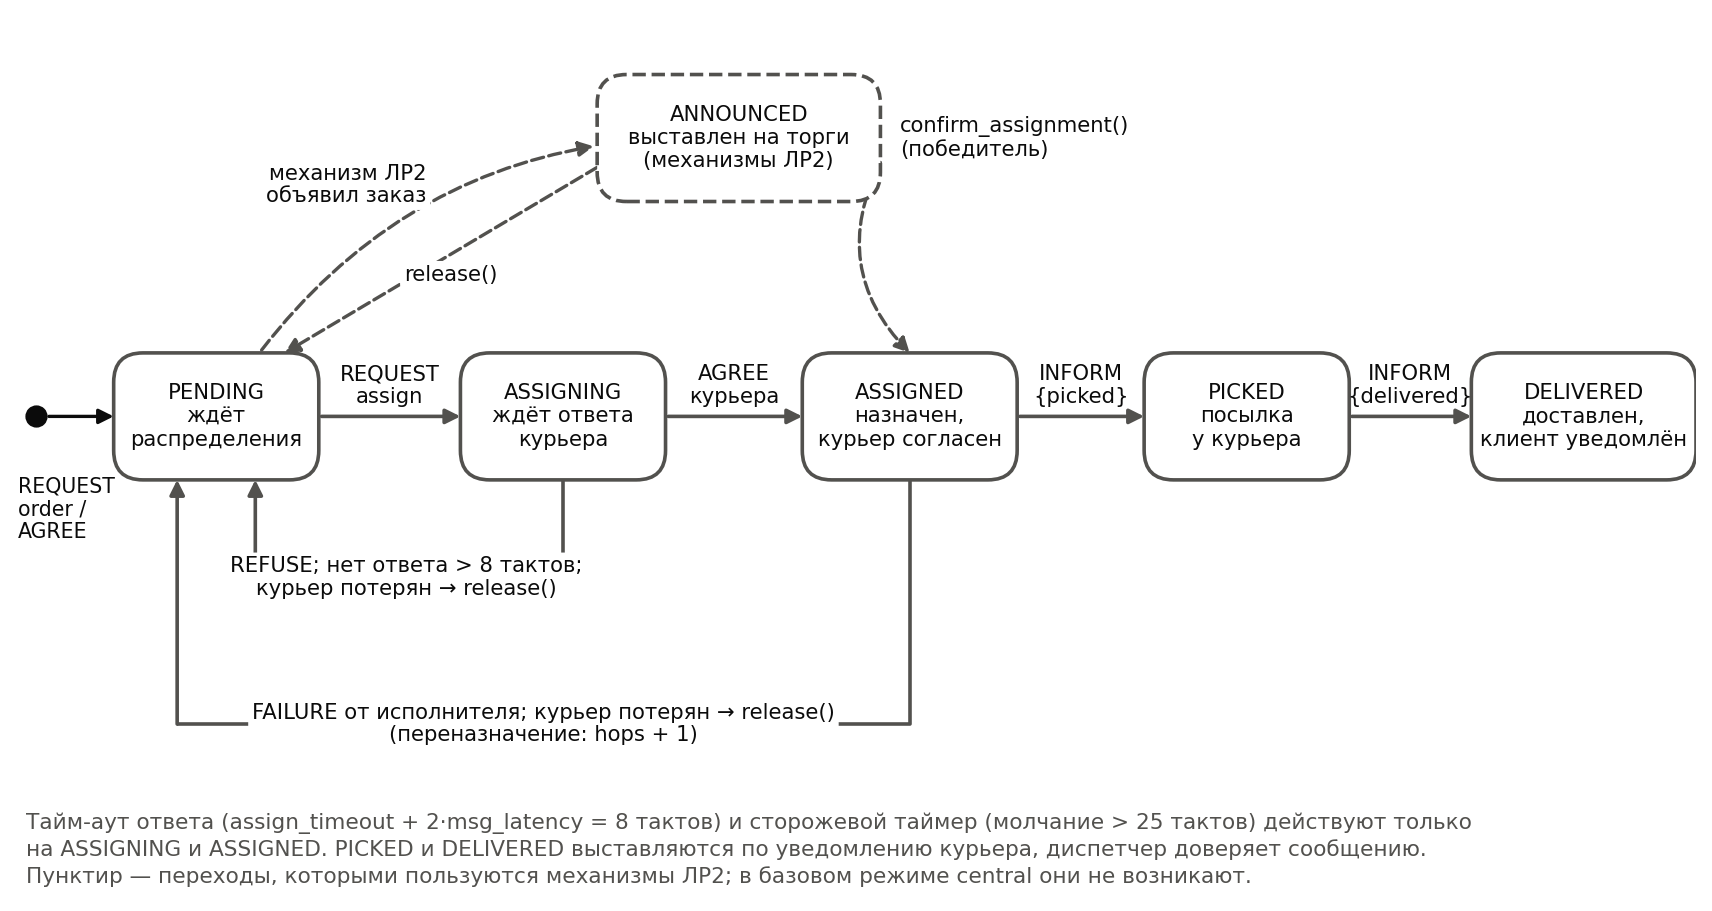 ANNOUNCED
выставлен на торги
(механизмы ЛР2)
confirm_assignment()
(победитель)
механизм ЛР2
объявил заказ
release()
PENDING
ждёт
распределения
REQUEST
assign
ASSIGNING
ждёт ответа
курьера
AGREE
курьера
ASSIGNED
назначен,
курьер согласен
INFORM
{picked}
PICKED
посылка
у курьера
INFORM
{delivered}
DELIVERED
доставлен,
клиент уведомлён
REQUEST
order /
AGREE
REFUSE; нет ответа > 8 тактов;
курьер потерян → release()
FAILURE от исполнителя; курьер потерян → release()
(переназначение: hops + 1)
Тайм-аут ответа (assign_timeout + 2·msg_latency = 8 тактов) и сторожевой таймер (молчание > 25 тактов) действуют только
на ASSIGNING и ASSIGNED. PICKED и DELIVERED выставляются по уведомлению курьера, диспетчер доверяет сообщению.
Пунктир — переходы, которыми пользуются механизмы ЛР2; в базовом режиме central они не возникают.